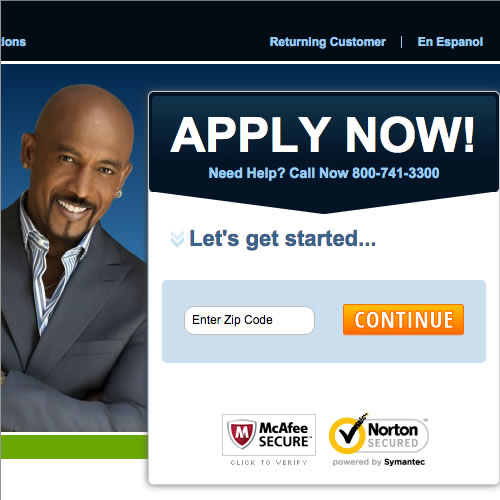 ions
Returning Customer | En Espanol
APPLY NOW!
Need Help? Call Now 800-741-3300
Let's get started...
Enter Zip Code
CONTINUE
McAfee
SECURE™
CLICK TO VERIFY
Norton™
SECURED
powered by Symantec